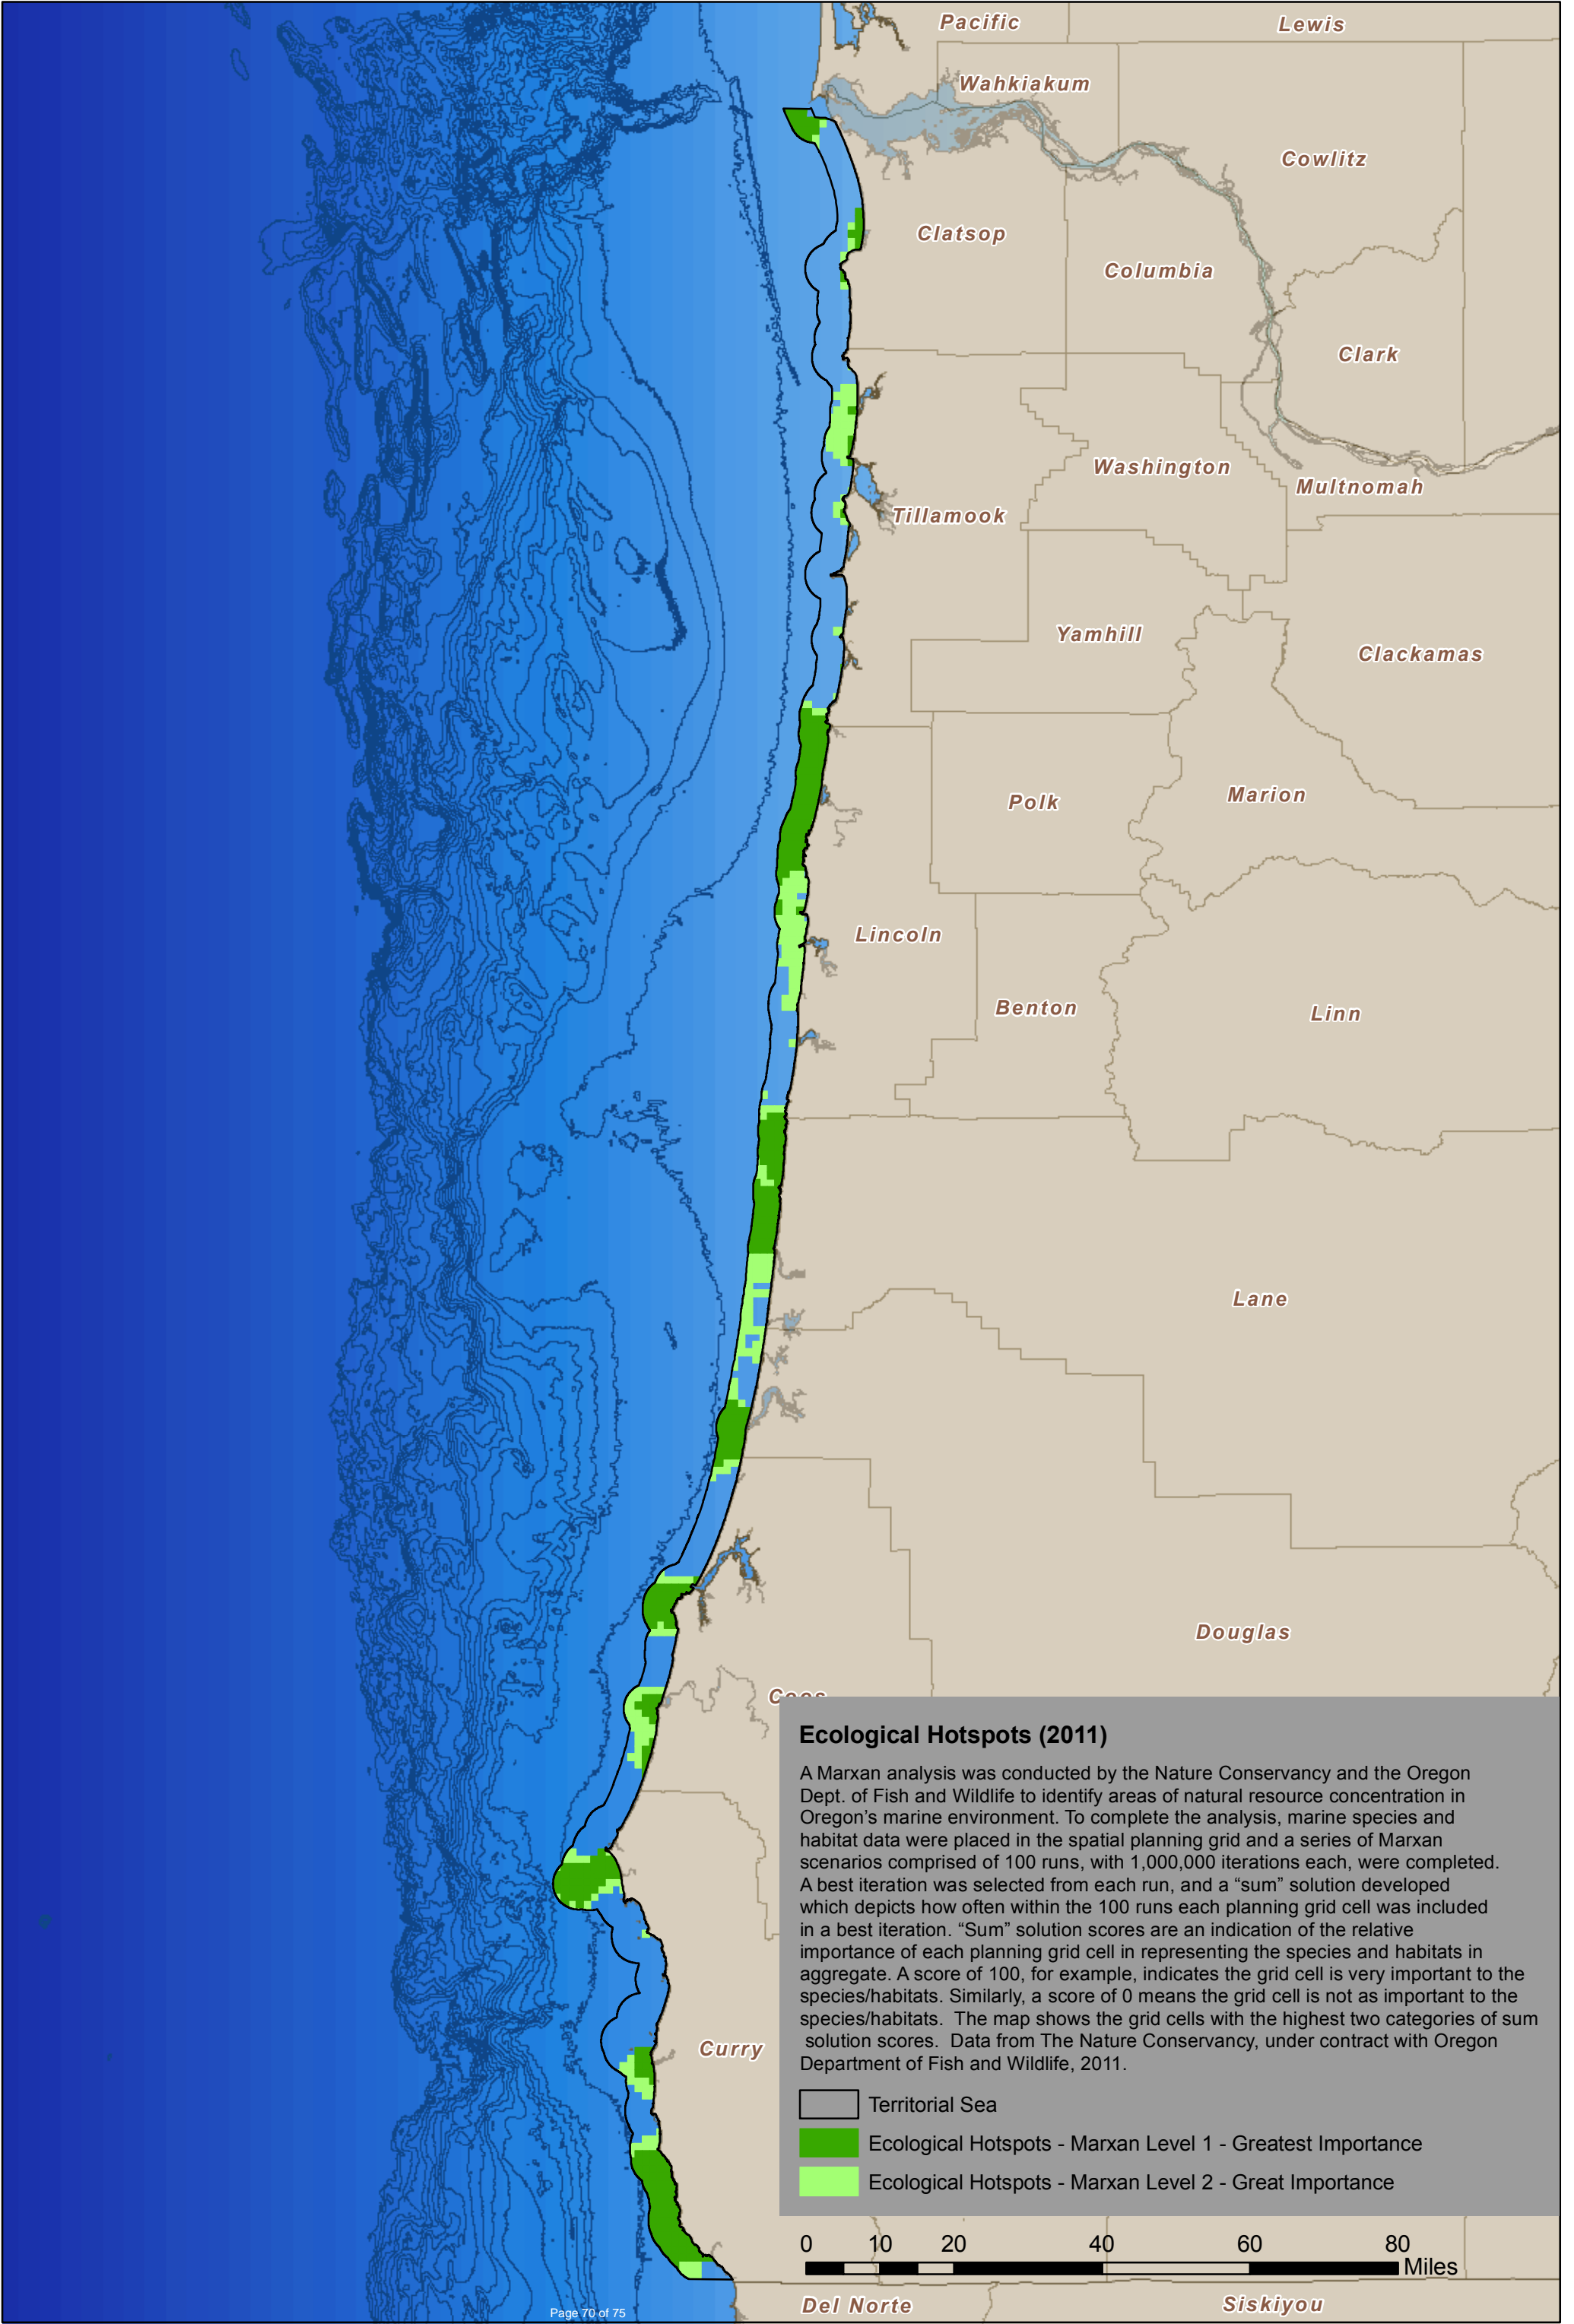 Pacific
Lewis
Wahkiakum
Cowlitz
Clatsop
Columbia
Clark
Washington
Multnomah
Tillamook
Yamhill
Clackamas
Polk
Marion
Lincoln
Benton
Linn
Lane
Douglas
Coos
Ecological Hotspots (2011)
A Marxan analysis was conducted by the Nature Conservancy and the Oregon
Dept. of Fish and Wildlife to identify areas of natural resource concentration in
Oregon's marine environment. To complete the analysis, marine species and
habitat data were placed in the spatial planning grid and a series of Marxan
scenarios comprised of 100 runs, with 1,000,000 iterations each, were completed.
A best iteration was selected from each run, and a “sum” solution developed
which depicts how often within the 100 runs each planning grid cell was included
in a best iteration. “Sum” solution scores are an indication of the relative
importance of each planning grid cell in representing the species and habitats in
aggregate. A score of 100, for example, indicates the grid cell is very important to the
species/habitats. Similarly, a score of 0 means the grid cell is not as important to the
species/habitats. The map shows the grid cells with the highest two categories of sum
solution scores. Data from The Nature Conservancy, under contract with Oregon
Department of Fish and Wildlife, 2011.
Curry
Territorial Sea
Ecological Hotspots - Marxan Level 1 - Greatest Importance
Ecological Hotspots - Marxan Level 2 - Great Importance
0 10 20 40 60 80
Miles
Del Norte
Siskiyou
Page 70 of 75